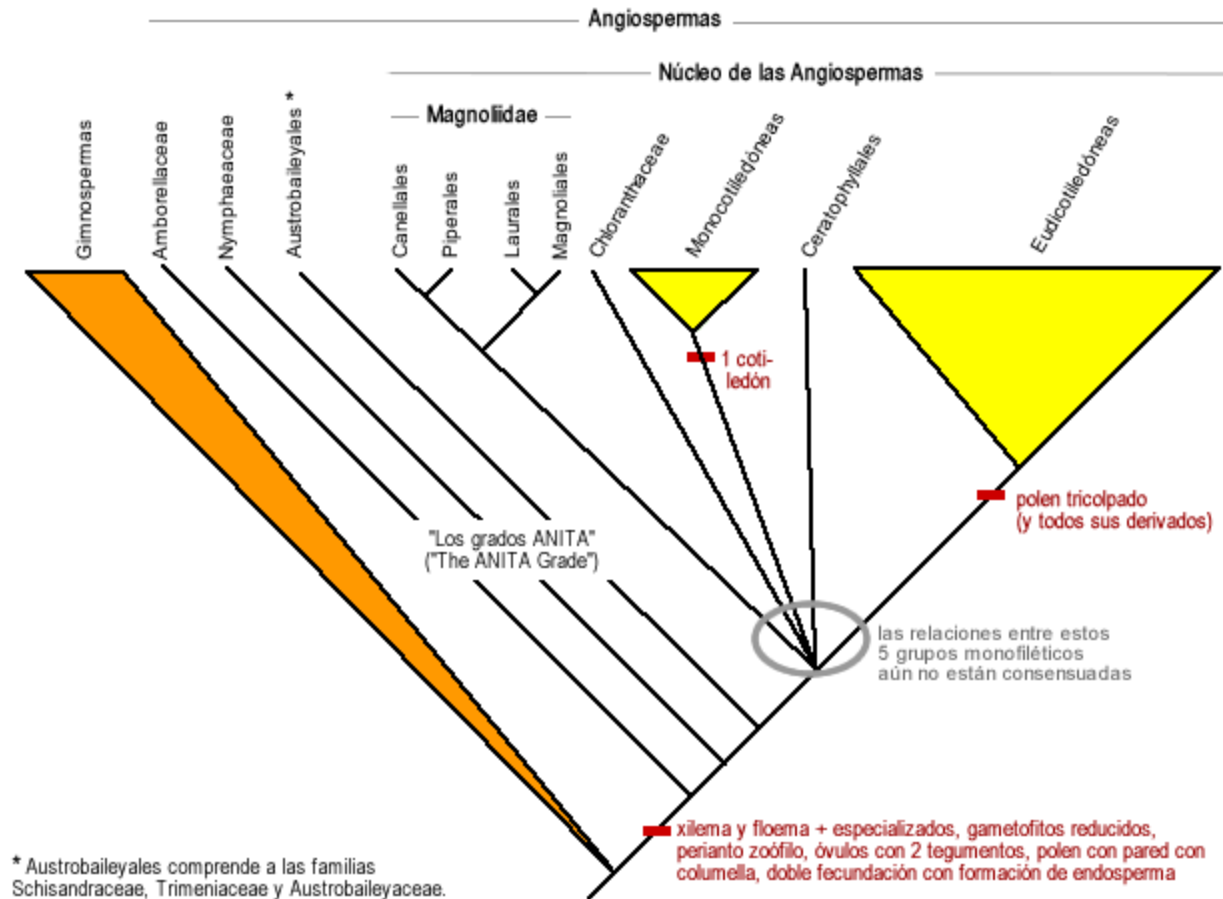 Angiospermas
Núcleo de las Angiospermas
Magnoliidae
Gimnospermas
Amborellaceae
Nymphaeaceae
Austrobaileyales *
Canellales
Piperales
Laurales
Magnoliales
Chloranthaceae
Monocotiledóneas
Ceratophyllales
Eudicotiledóneas
1 coti-
ledón
polen tricolpado
(y todos sus derivados)
"Los grados ANITA"
("The ANITA Grade")
las relaciones entre estos
5 grupos monofiléticos
aún no están consensuadas
xilema y floema + especializados, gametofitos reducidos,
perianto zoófilo, óvulos con 2 tegumentos, polen con pared con
columella, doble fecundación con formación de endosperma
* Austrobaileyales comprende a las familias
Schisandraceae, Trimeniaceae y Austrobaileyaceae.